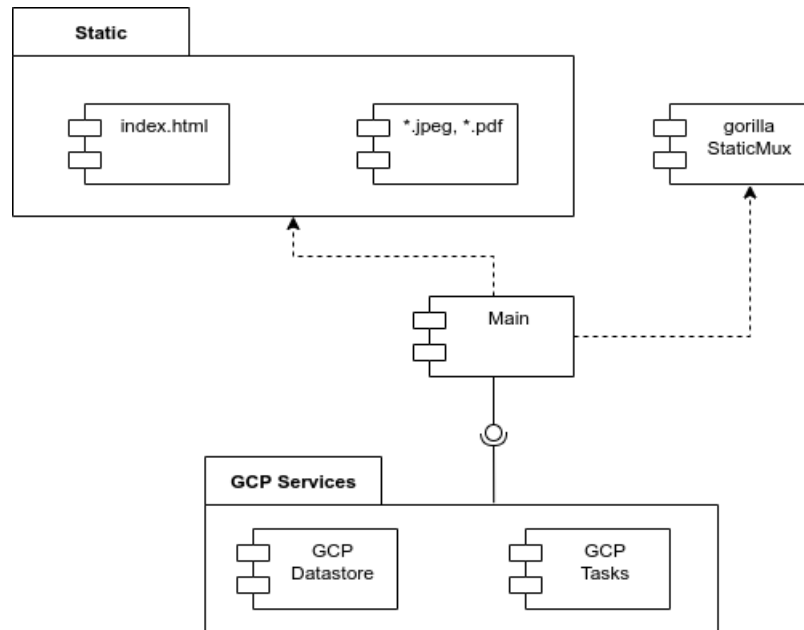 Static
index.html
*.jpeg, *.pdf
gorilla
StaticMux
Main
GCP Services
GCP
Datastore
GCP
Tasks